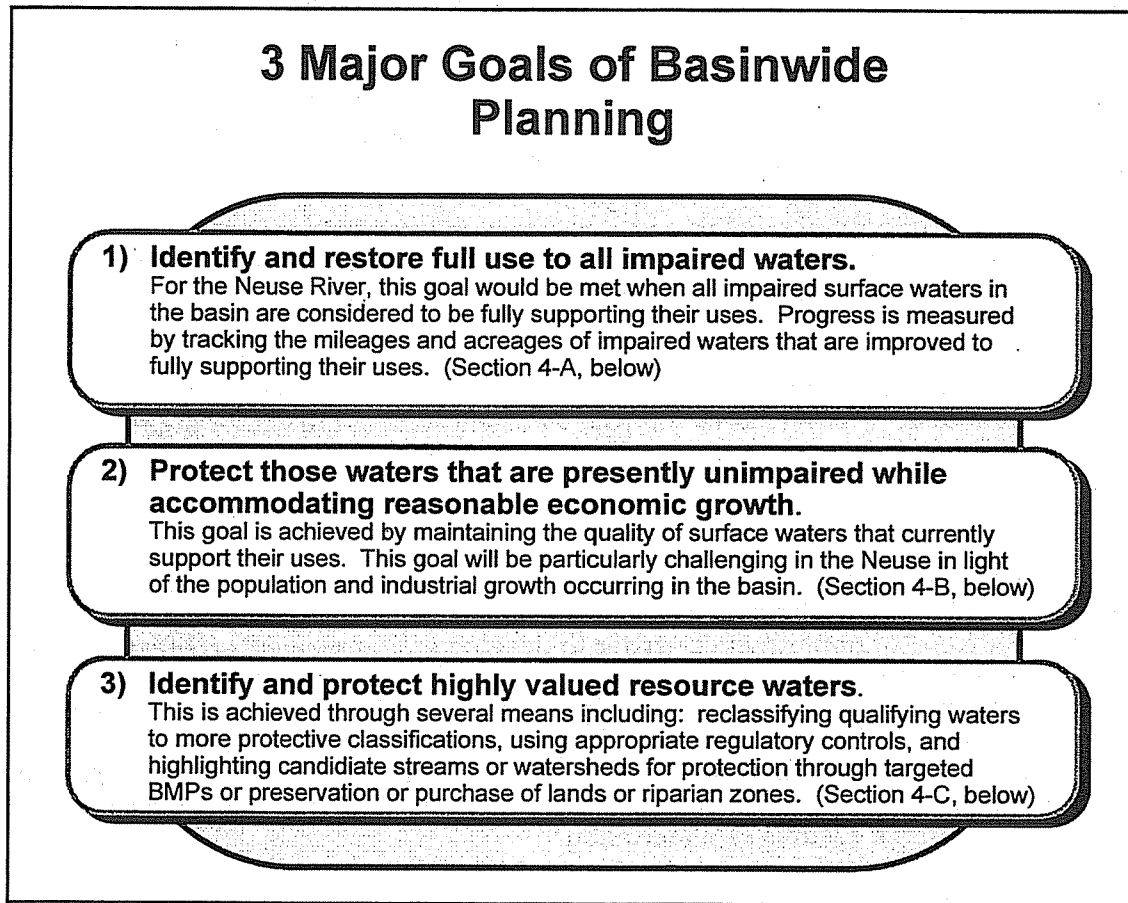 3 Major Goals of Basinwide
Planning
1) Identify and restore full use to all impaired waters.
For the Neuse River, this goal would be met when all impaired surface waters in
the basin are considered to be fully supporting their uses. Progress is measured
by tracking the mileages and acreages of impaired waters that are improved to
fully supporting their uses. (Section 4-A, below)
2) Protect those waters that are presently unimpaired while
accommodating reasonable economic growth.
This goal is achieved by maintaining the quality of surface waters that currently
support their uses. This goal will be particularly challenging in the Neuse in light
of the population and industrial growth occurring in the basin. (Section 4-B, below)
3) Identify and protect highly valued resource waters.
This is achieved through several means including: reclassifying qualifying waters
to more protective classifications, using appropriate regulatory controls, and
highlighting candidiate streams or watersheds for protection through targeted
BMPs or preservation or purchase of lands or riparian zones. (Section 4-C, below)